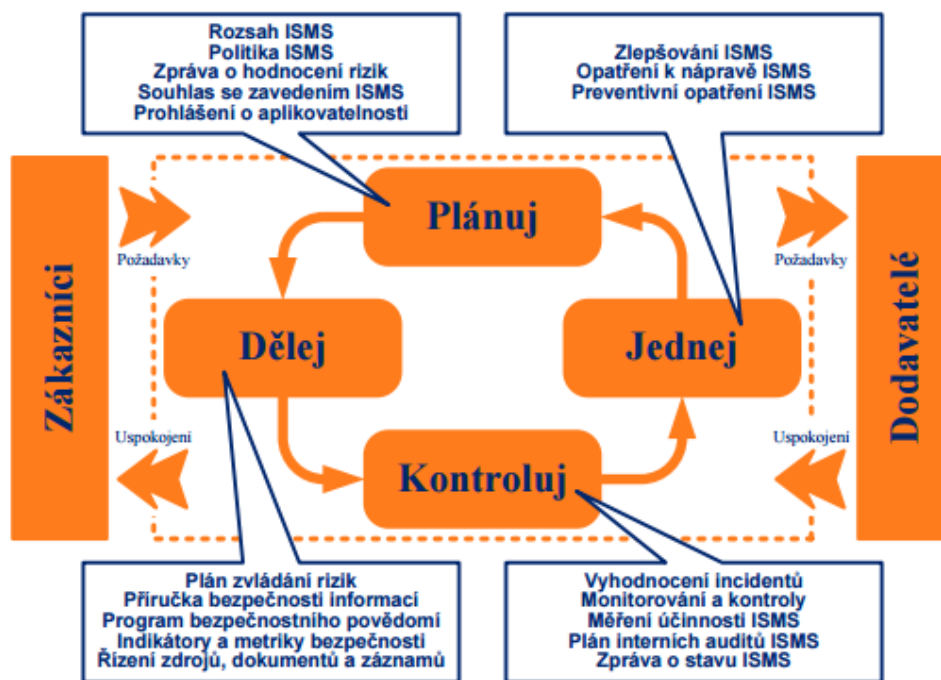 Rozsah ISMS
Politika ISMS
Zpráva o hodnocení rizik
Souhlas se zavedením ISMS
Prohlášení o aplikovatelnosti
Zlepšování ISMS
Opatření k nápravě ISMS
Preventivní opatření ISMS
Zákazníci
Požadavky
Uspokojení
Plánuj
Dělej
Jednej
Kontroluj
Požadavky
Uspokojení
Dodavatelé
Plán zvládání rizik
Příručka bezpečnosti informací
Program bezpečnostního povědomí
Indikátory a metriky bezpečnosti
Řízení zdrojů, dokumentů a záznamů
Vyhodnocení incidentů
Monitorování a kontroly
Měření účinnosti ISMS
Plán interních auditů ISMS
Zpráva o stavu ISMS